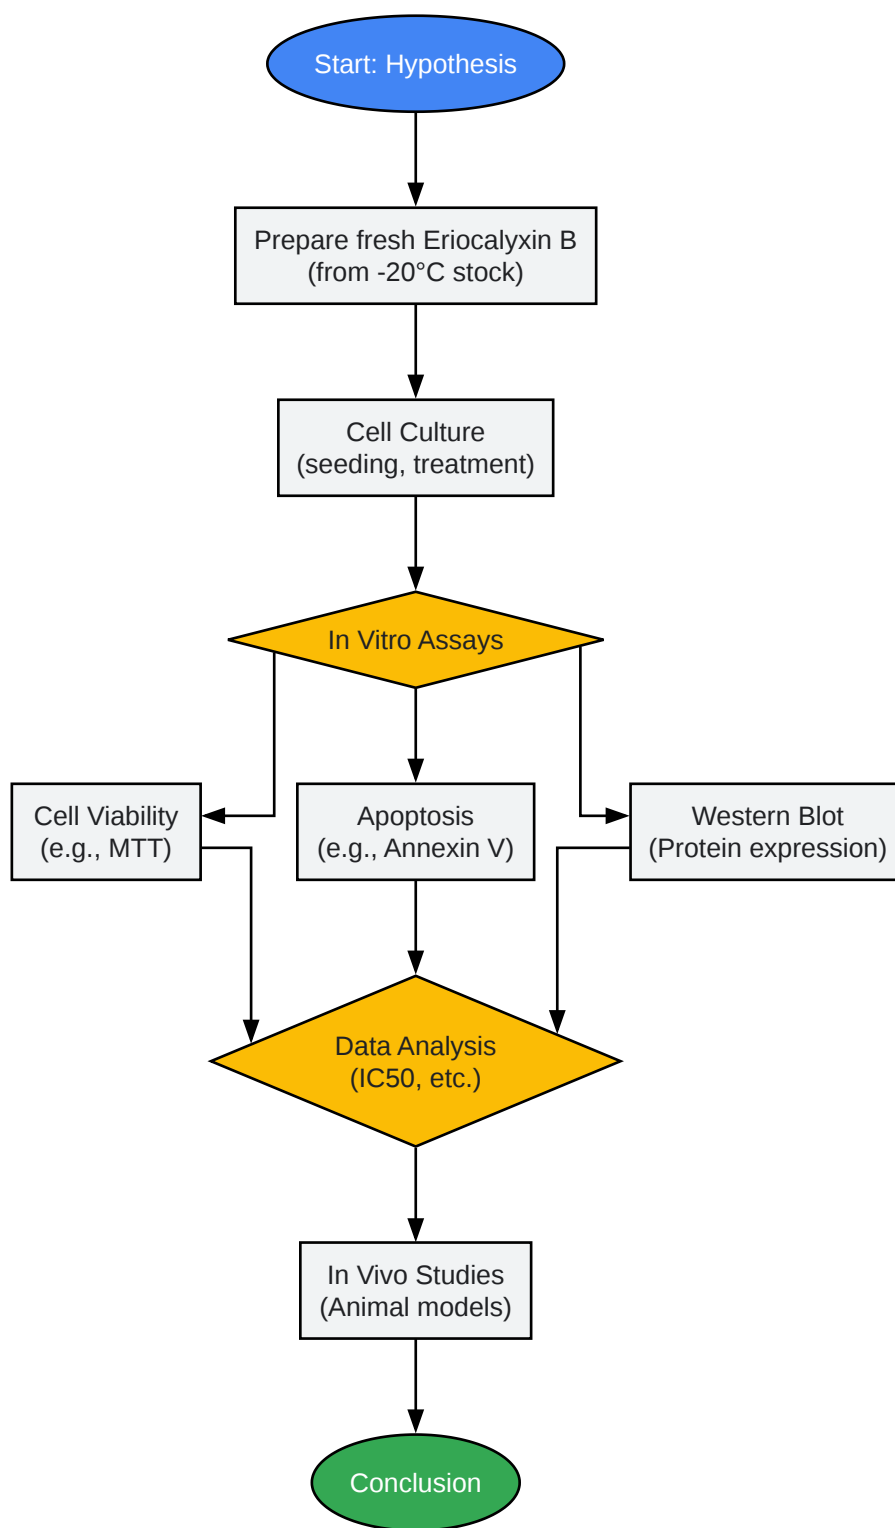 Start: Hypothesis
Prepare fresh Eriocalyxin B
(from -20°C stock)
Cell Culture
(seeding, treatment)
In Vitro Assays
Cell Viability
(e.g., MTT)
Apoptosis
(e.g., Annexin V)
Western Blot
(Protein expression)
Data Analysis
(IC50, etc.)
In Vivo Studies
(Animal models)
Conclusion